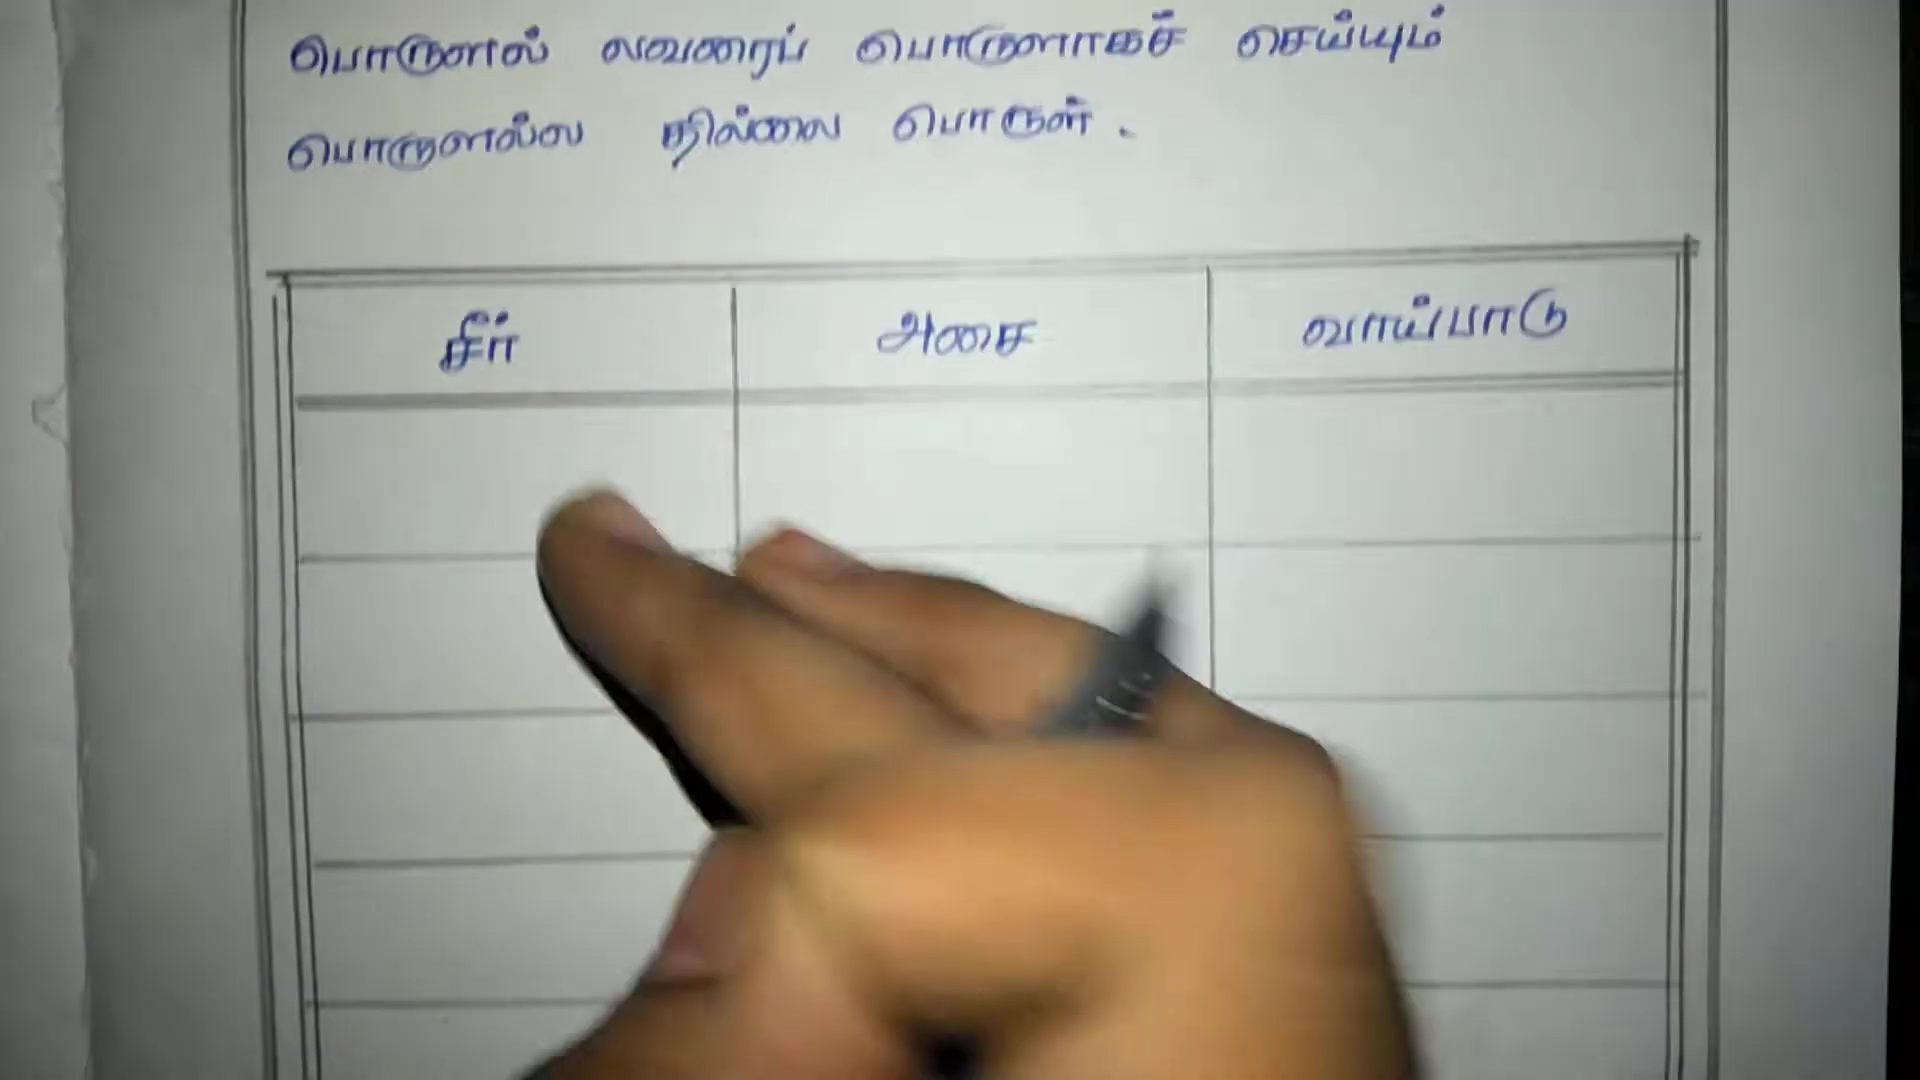 பொருளல் லவரைப் பொருளாகச் செய்யும்
பொருளல்ல தில்லை பொருள்.
சீர் அசை வாய்பாடு